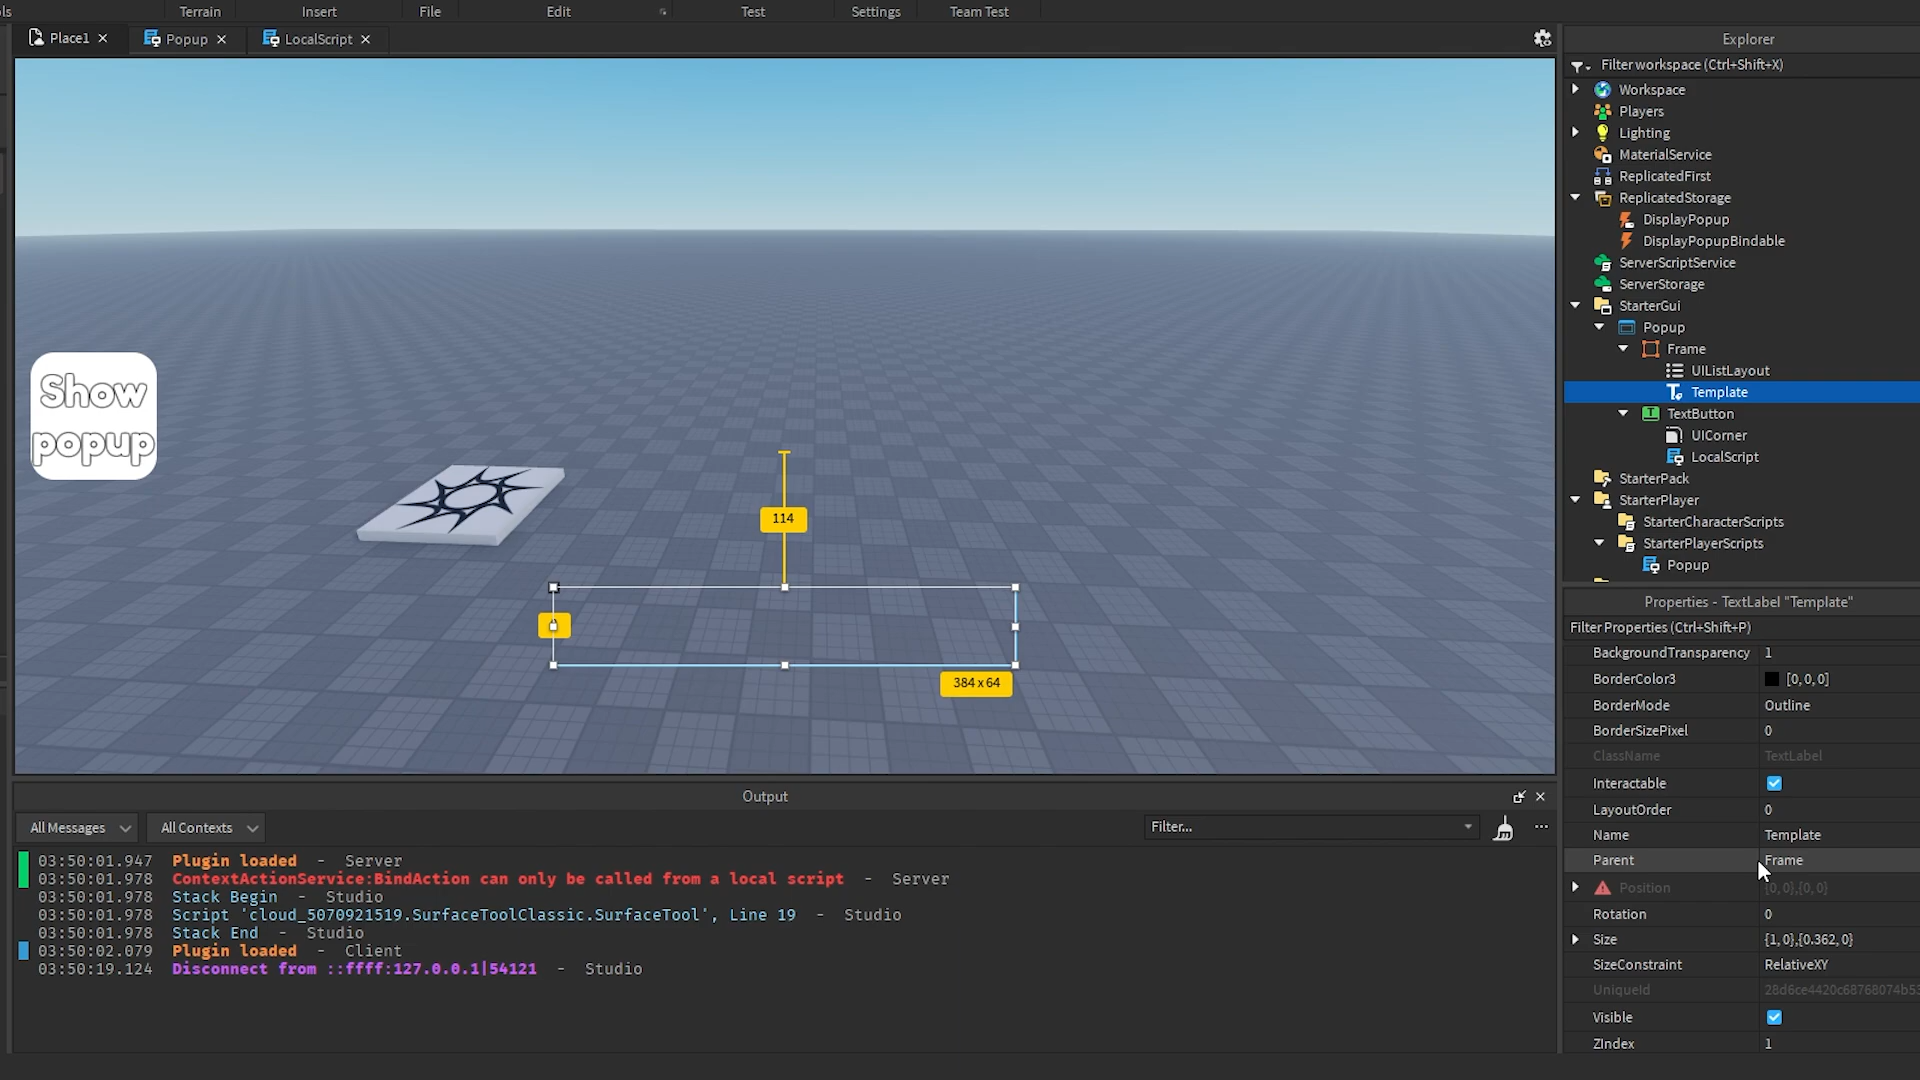 ls
Terrain
Insert
File
Edit
Test
Settings
Team Test
Place1
Popup
LocalScript
Show
popup
114
384 x 64
Explorer
Filter workspace (Ctrl+Shift+X)
Workspace
Players
Lighting
MaterialService
ReplicatedFirst
ReplicatedStorage
DisplayPopup
DisplayPopupBindable
ServerScriptService
ServerStorage
StarterGui
Popup
Frame
UIListLayout
Template
TextButton
UICorner
LocalScript
StarterPack
StarterPlayer
StarterCharacterScripts
StarterPlayerScripts
Popup
Properties - TextLabel "Template"
Filter Properties (Ctrl+Shift+P)
BackgroundTransparency 1
BorderColor3 [0, 0, 0]
BorderMode Outline
BorderSizePixel 0
ClassName TextLabel
Interactable
LayoutOrder 0
Name Template
Parent Frame
Position {0, 0},{0, 0}
Rotation 0
Size {1, 0},{0.362, 0}
SizeConstraint RelativeXY
UniqueId 28d6ce4420c68768074b53
Visible
ZIndex 1
Output
All Messages
All Contexts
Filter...
03:50:01.947 Plugin loaded - Server
03:50:01.978 ContextActionService:BindAction can only be called from a local script - Server
03:50:01.978 Stack Begin - Studio
03:50:01.978 Script 'cloud_5070921519.SurfaceToolClassic.SurfaceTool', Line 19 - Studio
03:50:01.978 Stack End - Studio
03:50:02.079 Plugin loaded - Client
03:50:19.124 Disconnect from ::ffff:127.0.0.1|54121 - Studio